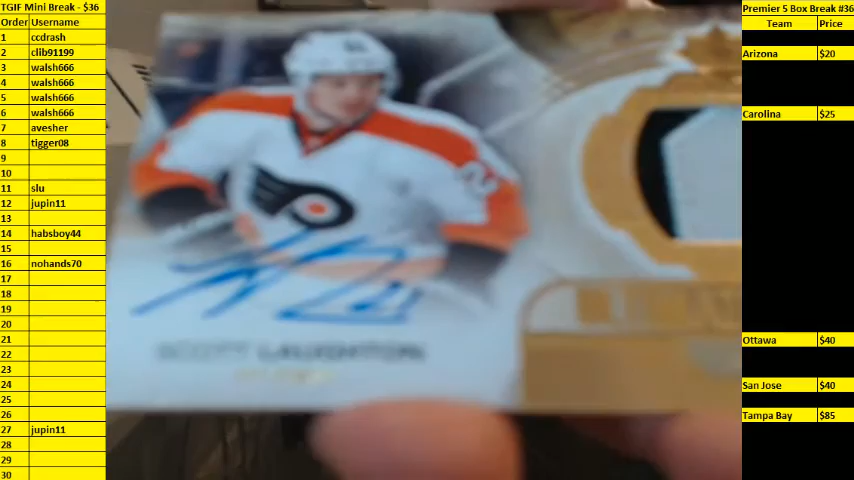 TGIF Mini Break - $36
Order Username
1 ccdrash
2 clib91199
3 walsh666
4 walsh666
5 walsh666
6 walsh666
7 avesher
8 tigger08
9
10
11 slu
12 jupin11
13
14 habsboy44
15
16 nohands70
17
18
19
20
21
22
23
24
25
26
27 jupin11
28
29
30
SCOTT LAUGHTON
Premier 5 Box Break #36
Team Price
Arizona $20
Carolina $25
Ottawa $40
San Jose $40
Tampa Bay $85